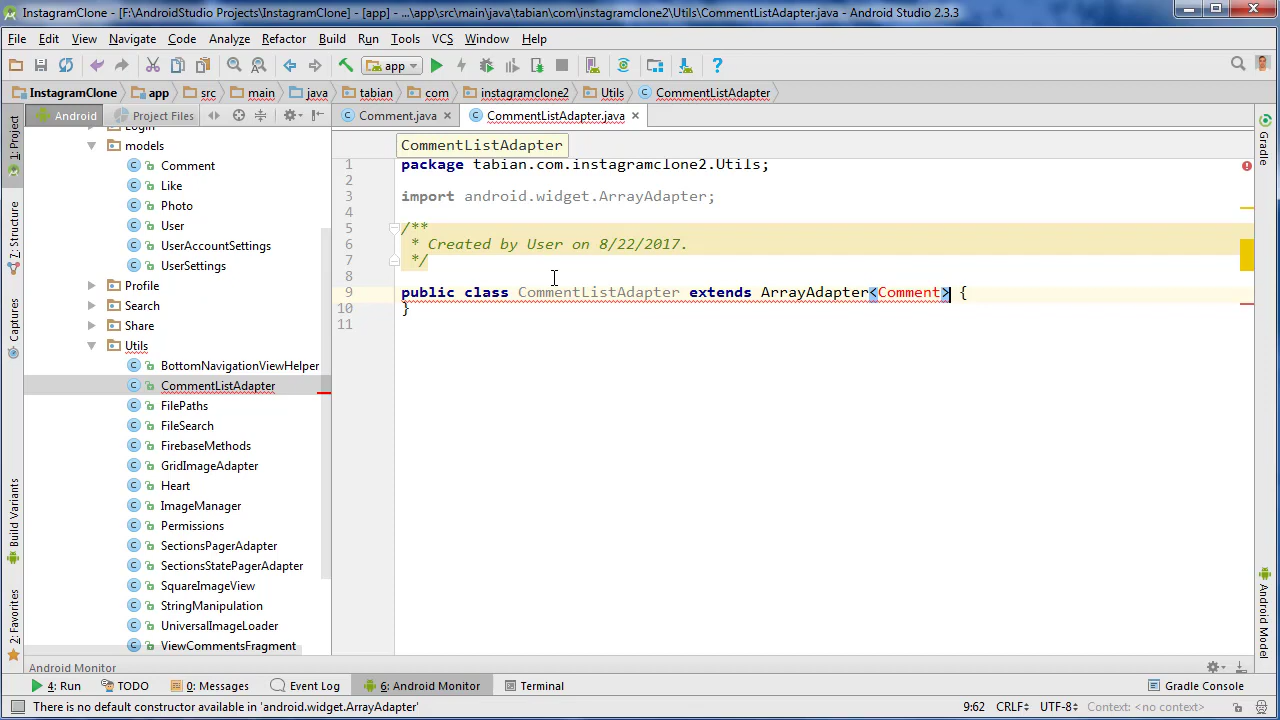 InstagramClone - [F:\AndroidStudio Projects\InstagramClone] - [app] - ...\app\src\main\java\tabian\com\instagramclone2\Utils\CommentListAdapter.java - Android Studio 2.3.3
File Edit View Navigate Code Analyze Refactor Build Run Tools VCS Window Help
app
InstagramClone app src main java tabian com instagramclone2 Utils CommentListAdapter
Android Project Files Comment.java CommentListAdapter.java
Login
models
Comment
Like
Photo
User
UserAccountSettings
UserSettings
Profile
Search
Share
Utils
BottomNavigationViewHelper
CommentListAdapter
FilePaths
FileSearch
FirebaseMethods
GridImageAdapter
Heart
ImageManager
Permissions
SectionsPagerAdapter
SectionsStatePagerAdapter
SquareImageView
StringManipulation
UniversalImageLoader
ViewCommentsFragment
1: Project
7: Structure
Captures
Build Variants
2: Favorites
CommentListAdapter
1 package tabian.com.instagramclone2.Utils;
2
3 import android.widget.ArrayAdapter;
4
5 /**
6 * Created by User on 8/22/2017.
7 */
8
9 public class CommentListAdapter extends ArrayAdapter<Comment> {
10 }
11
Gradle
Android Model
Android Monitor
4: Run TODO 0: Messages Event Log 6: Android Monitor Terminal Gradle Console
There is no default constructor available in 'android.widget.ArrayAdapter' 9:62 CRLF UTF-8 Context: <no context>